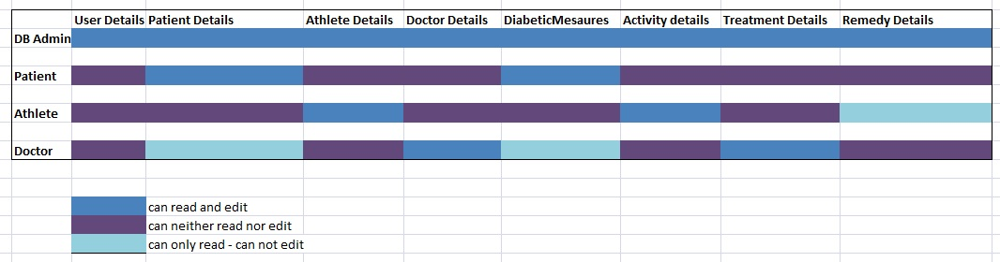 User Details Patient Details Athlete Details Doctor Details DiabeticMesaures Activity details Treatment Details Remedy Details
DB Admin
Patient
Athlete
Doctor
can read and edit
can neither read nor edit
can only read - can not edit